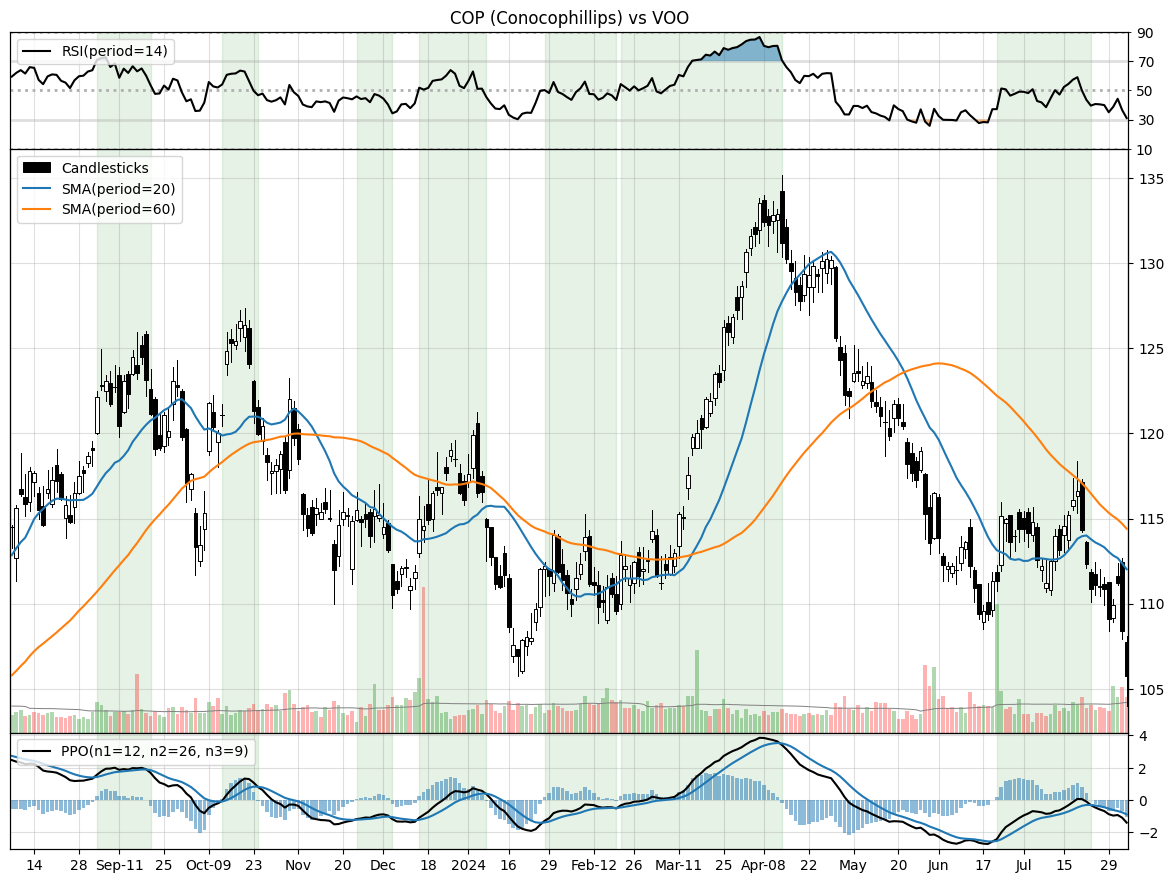 COP (Conocophillips) vs VOO
RSI(period=14)
90
70
50
30
10
Candlesticks
SMA(period=20)
SMA(period=60)
135
130
125
120
115
110
105
PPO(n1=12, n2=26, n3=9)
4
2
0
−2
14 28 Sep-11 25 Oct-09 23 Nov 20 Dec 18 2024 16 29 Feb-12 26 Mar-11 25 Apr-08 22 May 20 Jun 17 Jul 15 29